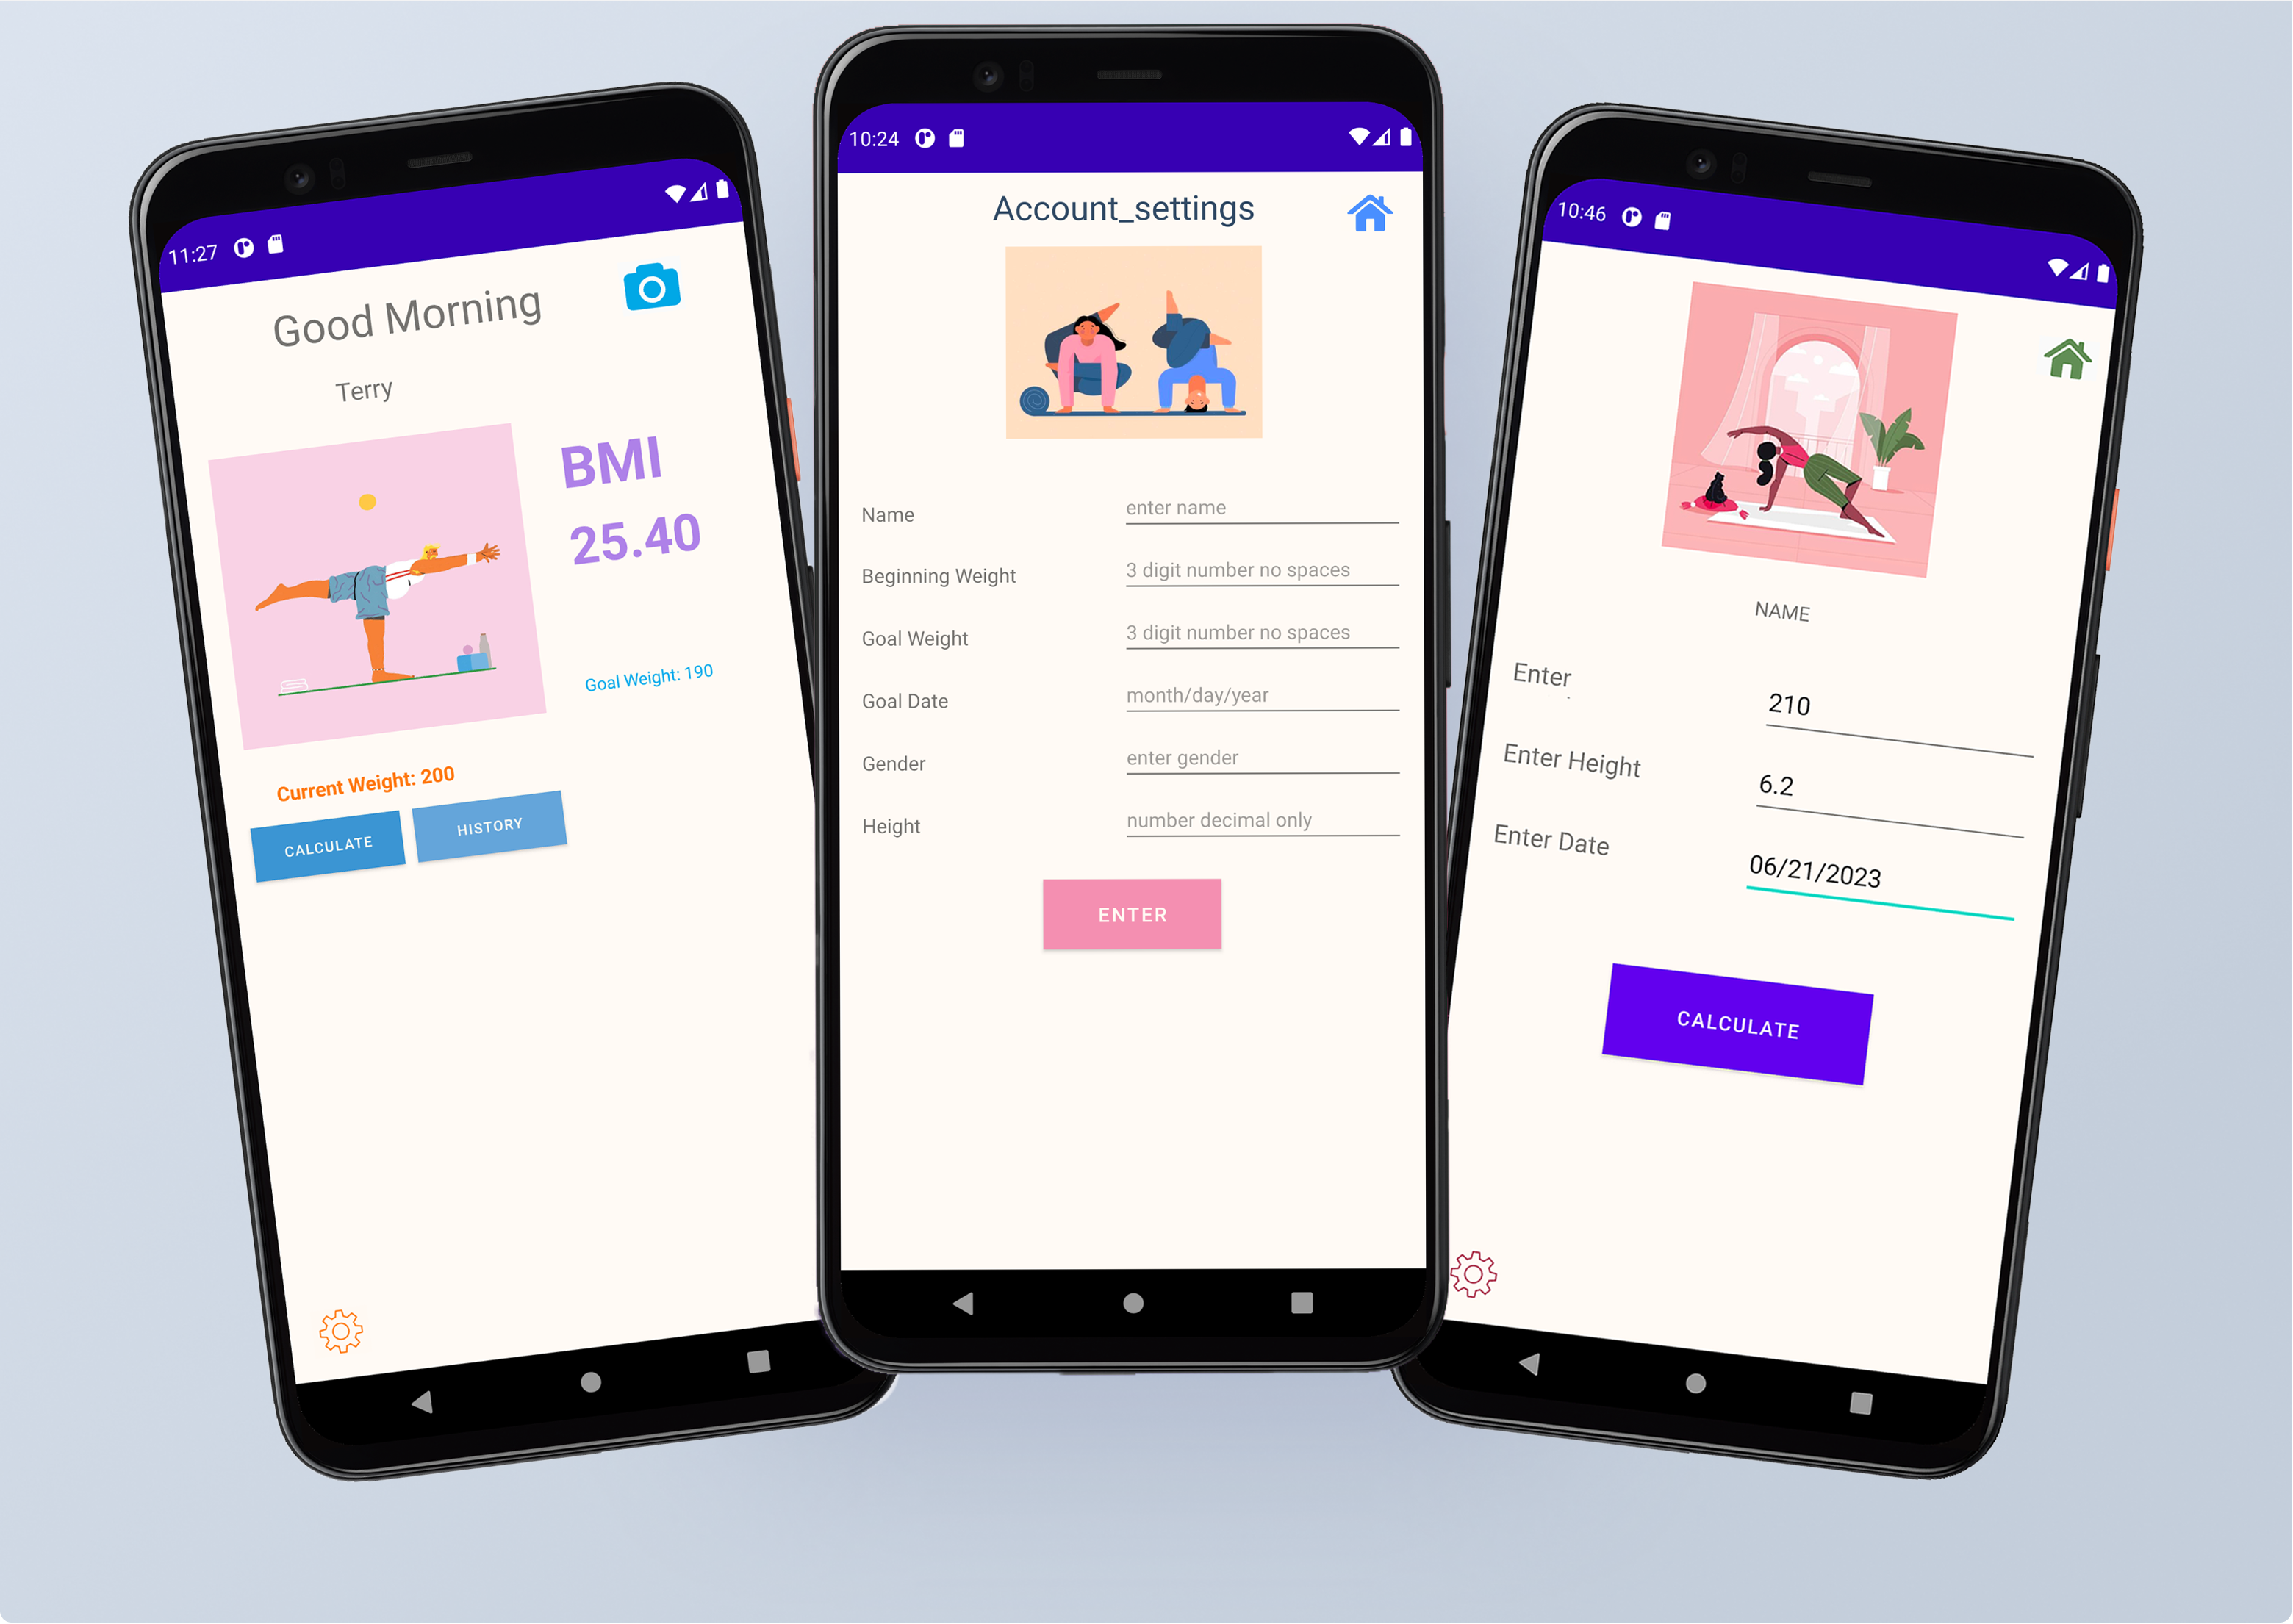 11:27
Good Morning
Terry
BMI
25.40
Goal Weight: 190
Current Weight: 200
CALCULATE
HISTORY
10:24
Account_settings
Name
enter name
Beginning Weight
3 digit number no spaces
Goal Weight
3 digit number no spaces
Goal Date
month/day/year
Gender
enter gender
Height
number decimal only
ENTER
10:46
NAME
Enter
210
Enter Height
6.2
Enter Date
06/21/2023
CALCULATE